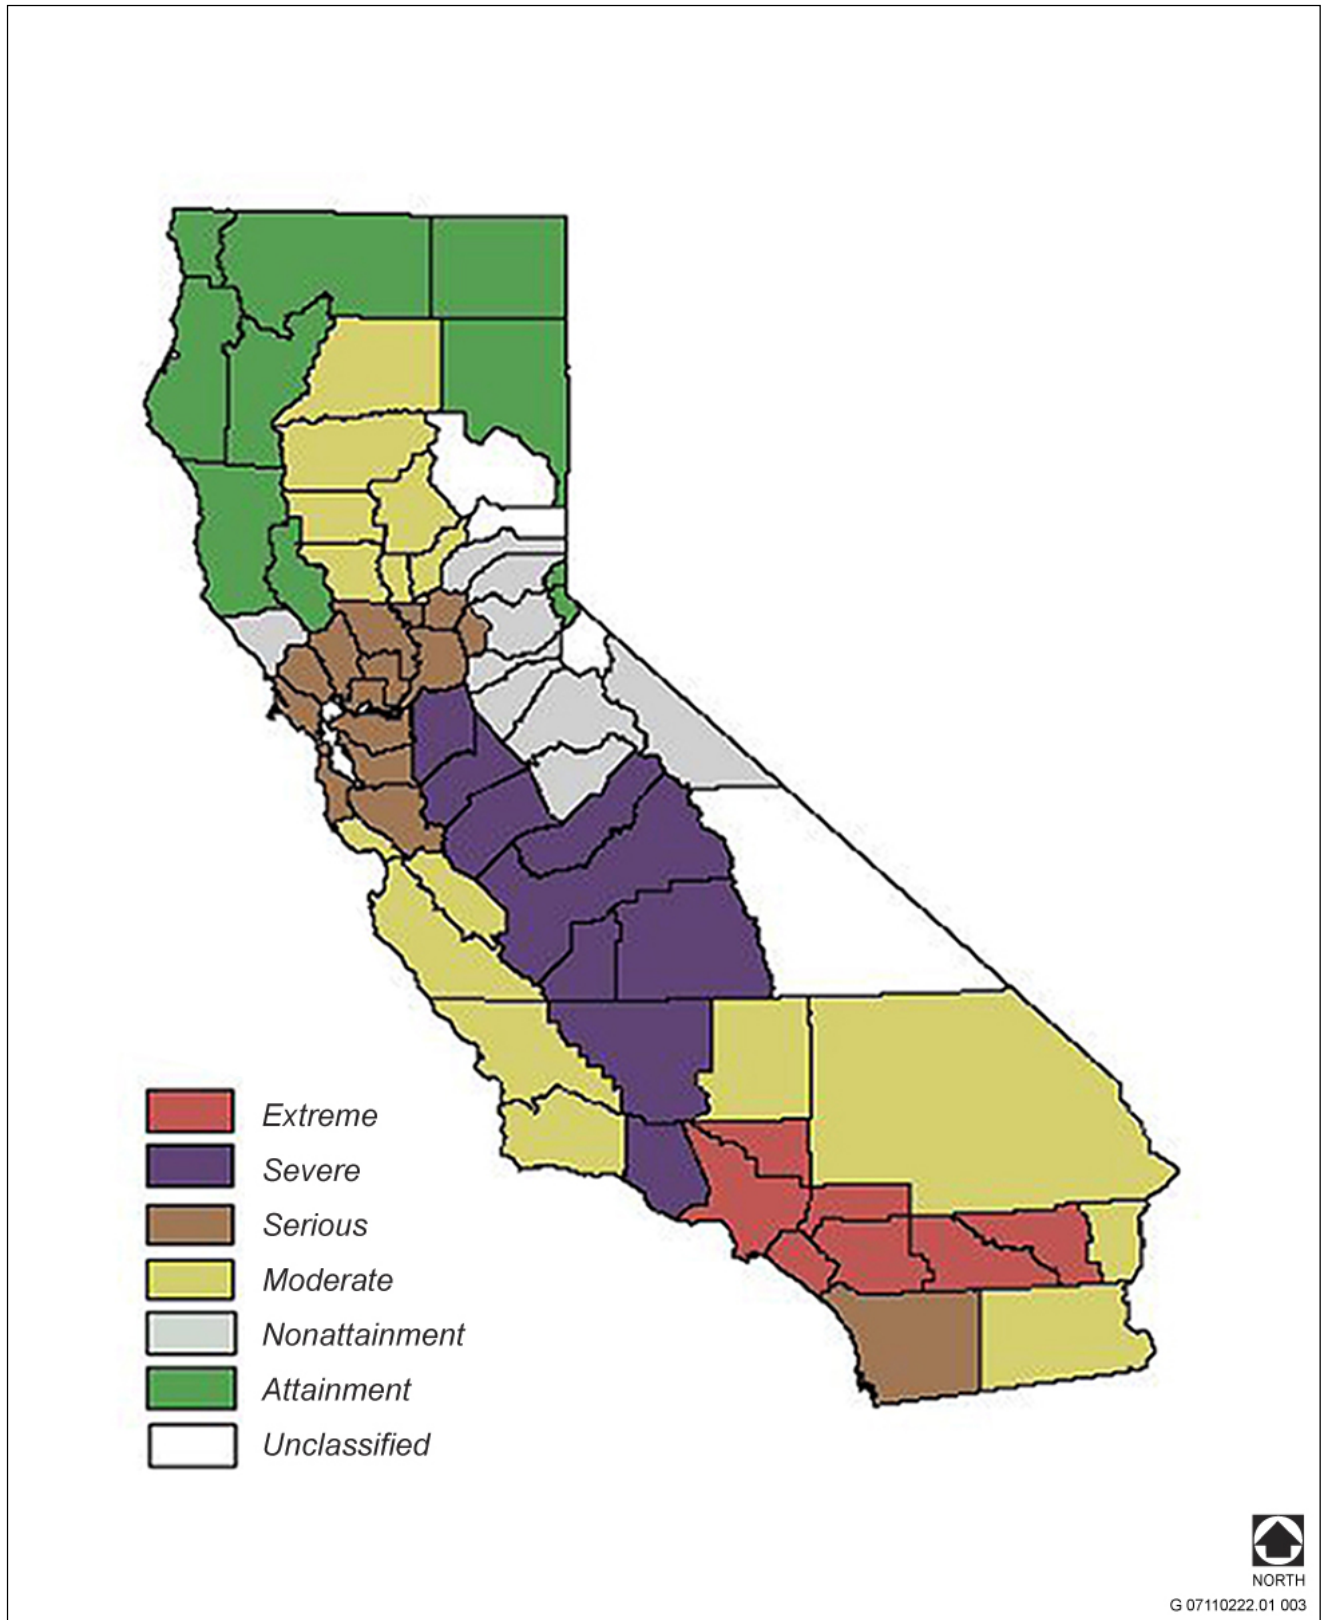 Extreme
Severe
Serious
Moderate
Nonattainment
Attainment
Unclassified
NORTH
G 07110222.01 003